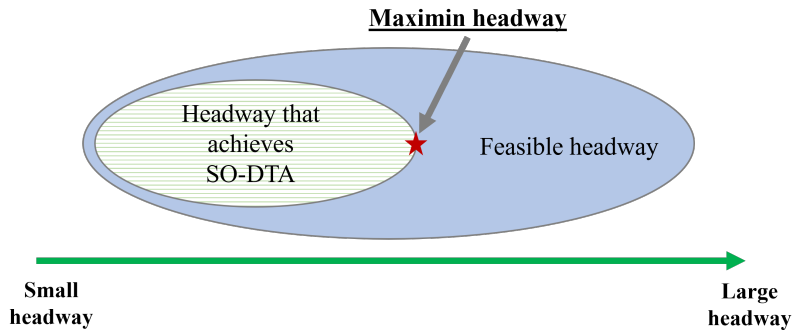 Maximin headway
Headway that
achieves
SO-DTA
Feasible headway
Small
headway
Large
headway